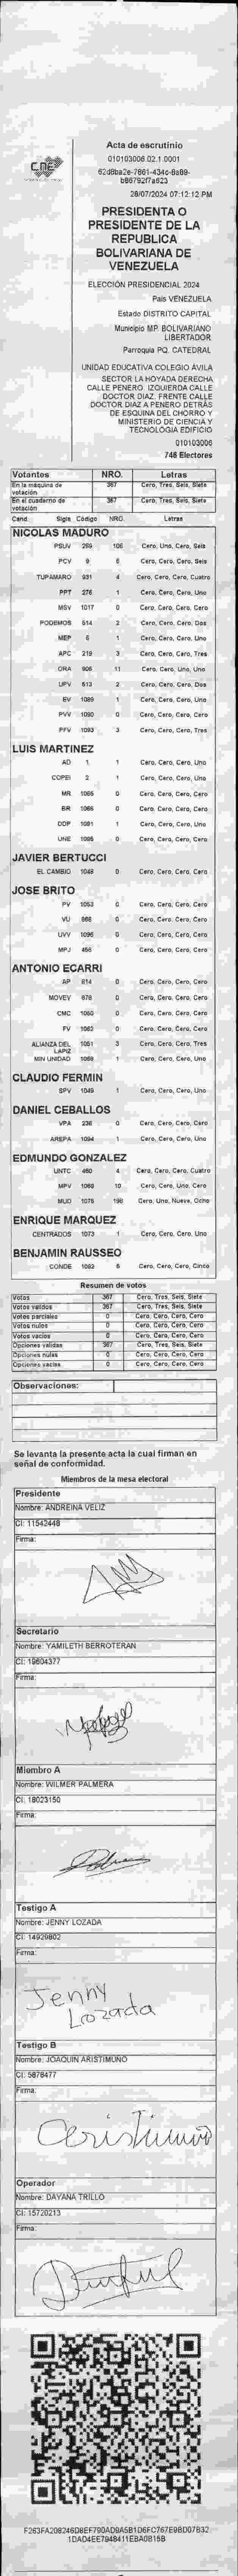 CNE
Acta de escrutinio
010103006.02.1.0001
28/07/2024 07:12:12 PM
PRESIDENTA O
PRESIDENTE DE LA
REPUBLICA
BOLIVARIANA DE
VENEZUELA
ELECCIÓN PRESIDENCIAL 2024
País VENEZUELA
Estado DISTRITO CAPITAL
Municipio MP. BOLIVARIANO
LIBERTADOR
Parroquia PQ. CATEDRAL
UNIDAD EDUCATIVA COLEGIO ÁVILA
SECTOR LA HOYADA DERECHA
CALLE PENERO. IZQUIERDA CALLE
DOCTOR DIAZ. FRENTE CALLE
DOCTOR DIAZ A PENERO DETRÁS
DE ESQUINA DEL CHORRO Y
MINISTERIO DE CIENCIA Y
TECNOLOGÍA EDIFICIO
010103006
746 Electores
Votantes NRO. Letras
En la máquina de votación 367 Cero, Tres, Seis, Siete
En el cuaderno de votación 367 Cero, Tres, Seis, Siete
Cand. Sigla Código NRO. Letras
NICOLAS MADURO
PSUV 269 106 Cero, Uno, Cero, Seis
PCV 9 6 Cero, Cero, Cero, Seis
TUPAMARO 931 4 Cero, Cero, Cero, Cuatro
PPT 276 1 Cero, Cero, Cero, Uno
MSV 1017 0 Cero, Cero, Cero, Cero
PODEMOS 514 2 Cero, Cero, Cero, Dos
MEP 6 1 Cero, Cero, Cero, Uno
APC 219 3 Cero, Cero, Cero, Tres
ORA 906 11 Cero, Cero, Uno, Uno
UPV 613 2 Cero, Cero, Cero, Dos
EV 1089 1 Cero, Cero, Cero, Uno
PVV 1090 0 Cero, Cero, Cero, Cero
PFV 1093 3 Cero, Cero, Cero, Tres
LUIS MARTINEZ
AD 1 1 Cero, Cero, Cero, Uno
COPEI 2 1 Cero, Cero, Cero, Uno
MR 1065 0 Cero, Cero, Cero, Cero
BR 1066 0 Cero, Cero, Cero, Cero
DDP 1081 1 Cero, Cero, Cero, Uno
UNE 1095 0 Cero, Cero, Cero, Cero
JAVIER BERTUCCI
EL CAMBIO 1048 0 Cero, Cero, Cero, Cero
JOSE BRITO
PV 1053 0 Cero, Cero, Cero, Cero
VU 868 0 Cero, Cero, Cero, Cero
UVV 1096 0 Cero, Cero, Cero, Cero
MPJ 456 0 Cero, Cero, Cero, Cero
ANTONIO ECARRI
AP 814 0 Cero, Cero, Cero, Cero
MOVEV 678 0 Cero, Cero, Cero, Cero
CMC 1050 0 Cero, Cero, Cero, Cero
FV 1062 0 Cero, Cero, Cero, Cero
ALIANZA DEL LAPIZ 1051 3 Cero, Cero, Cero, Tres
MIN UNIDAD 1069 1 Cero, Cero, Cero, Uno
CLAUDIO FERMIN
SPV 1049 1 Cero, Cero, Cero, Uno
DANIEL CEBALLOS
VPA 236 0 Cero, Cero, Cero, Cero
AREPA 1094 1 Cero, Cero, Cero, Uno
EDMUNDO GONZALEZ
UNTC 460 4 Cero, Cero, Cero, Cuatro
MPV 1068 10 Cero, Cero, Uno, Cero
MUD 1075 198 Cero, Uno, Nueve, Ocho
ENRIQUE MARQUEZ
CENTRADOS 1073 1 Cero, Cero, Cero, Uno
BENJAMIN RAUSSEO
CONDE 1082 5 Cero, Cero, Cero, Cinco
Resumen de votos
Votos 367 Cero, Tres, Seis, Siete
Votos validos 367 Cero, Tres, Seis, Siete
Votos parciales 0 Cero, Cero, Cero, Cero
Votos nulos 0 Cero, Cero, Cero, Cero
Votos vacíos 0 Cero, Cero, Cero, Cero
Opciones validas 367 Cero, Tres, Seis, Siete
Opciones nulas 0 Cero, Cero, Cero, Cero
Opciones vacías 0 Cero, Cero, Cero, Cero
Observaciones:
Se levanta la presente acta la cual firman en
señal de conformidad.
Miembros de la mesa electoral
Presidente
Nombre: ANDREINA VELIZ
CI: 11542448
Firma:
Secretario
Nombre: YAMILETH BERROTERAN
CI: 19604377
Firma:
Miembro A
Nombre: WILMER PALMERA
CI: 18023150
Firma:
Testigo A
Nombre: JENNY LOZADA
CI: 14929802
Firma:
Jenny
Lozada
Testigo B
Nombre: JOAQUIN ARISTIMUNO
CI: 5878477
Firma:
Operador
Nombre: DAYANA TRILLO
CI: 15720213
Firma: